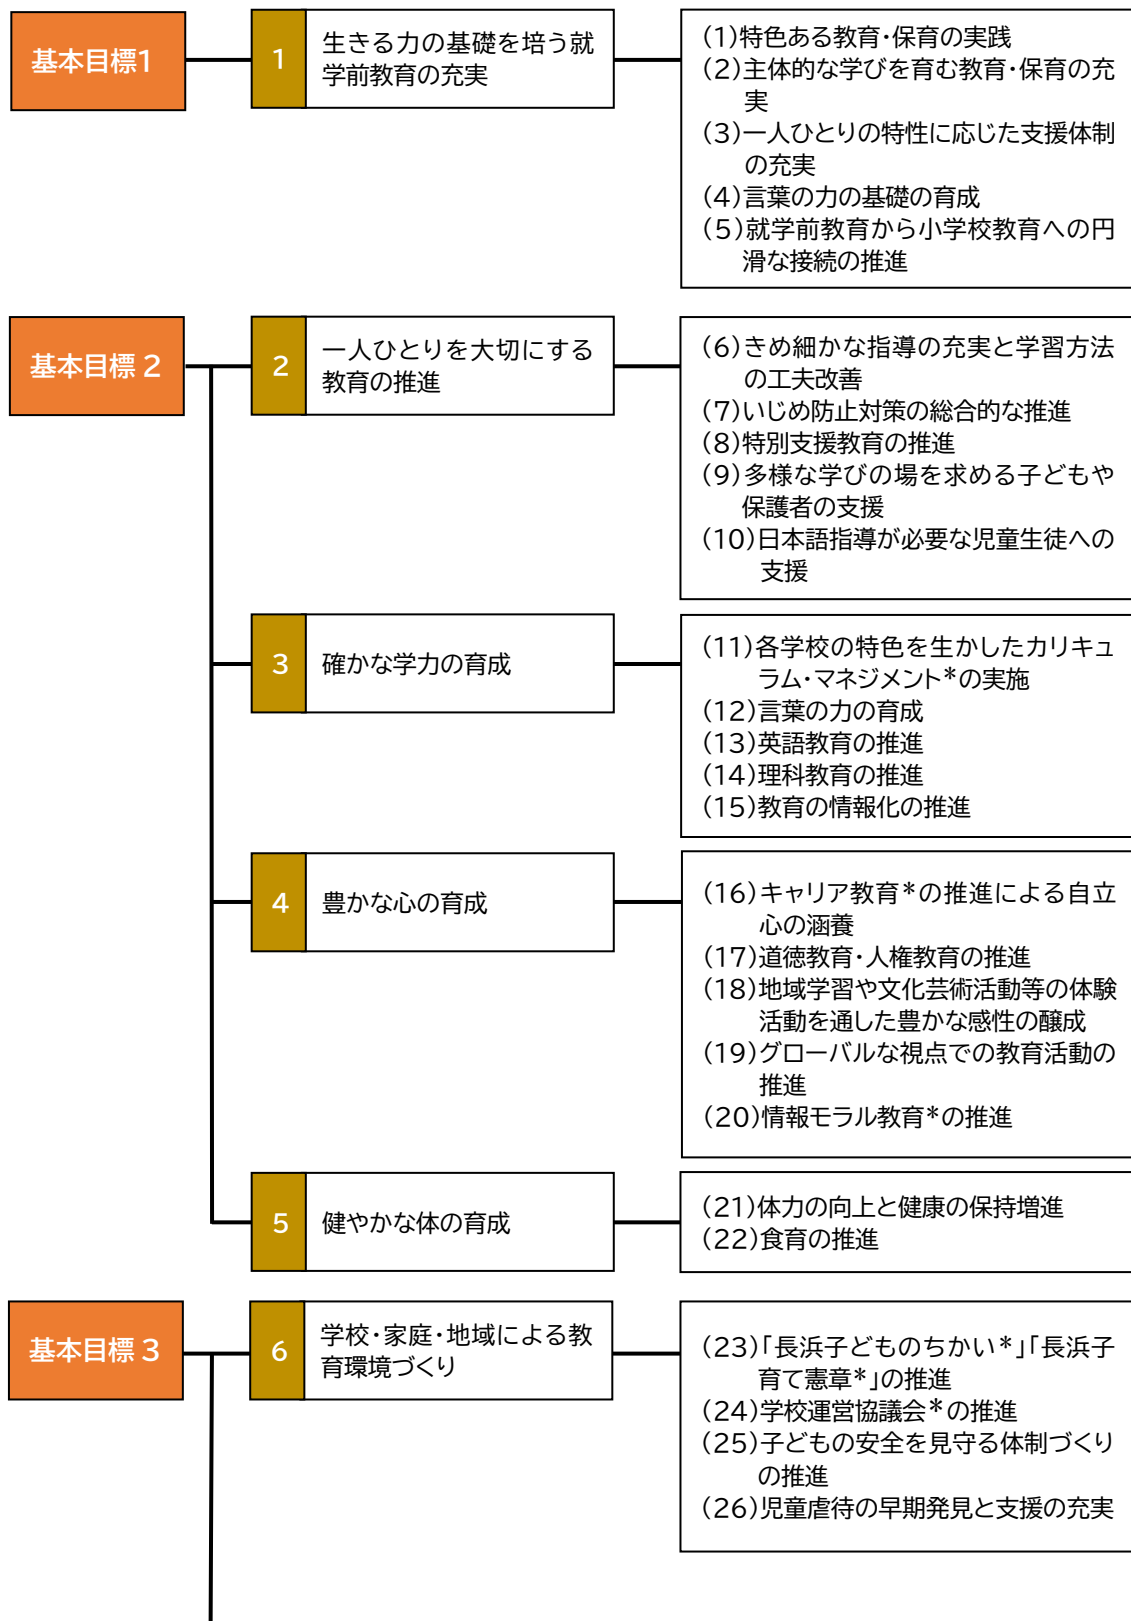 基本目標1
1
生きる力の基礎を培う就
学前教育の充実
(1)特色ある教育・保育の実践
(2)主体的な学びを育む教育・保育の充
実
(3)一人ひとりの特性に応じた支援体制
の充実
(4)言葉の力の基礎の育成
(5)就学前教育から小学校教育への円
滑な接続の推進
基本目標 2
2
一人ひとりを大切にする
教育の推進
(6)きめ細かな指導の充実と学習方法
の工夫改善
(7)いじめ防止対策の総合的な推進
(8)特別支援教育の推進
(9)多様な学びの場を求める子どもや
保護者の支援
(10)日本語指導が必要な児童生徒への
支援
3
確かな学力の育成
(11)各学校の特色を生かしたカリキュ
ラム・マネジメント*の実施
(12)言葉の力の育成
(13)英語教育の推進
(14)理科教育の推進
(15)教育の情報化の推進
4
豊かな心の育成
(16)キャリア教育*の推進による自立
心の涵養
(17)道徳教育・人権教育の推進
(18)地域学習や文化芸術活動等の体験
活動を通した豊かな感性の醸成
(19)グローバルな視点での教育活動の
推進
(20)情報モラル教育*の推進
5
健やかな体の育成
(21)体力の向上と健康の保持増進
(22)食育の推進
基本目標 3
6
学校・家庭・地域による教
育環境づくり
(23)「長浜子どものちかい*」「長浜子
育て憲章*」の推進
(24)学校運営協議会*の推進
(25)子どもの安全を見守る体制づくり
の推進
(26)児童虐待の早期発見と支援の充実